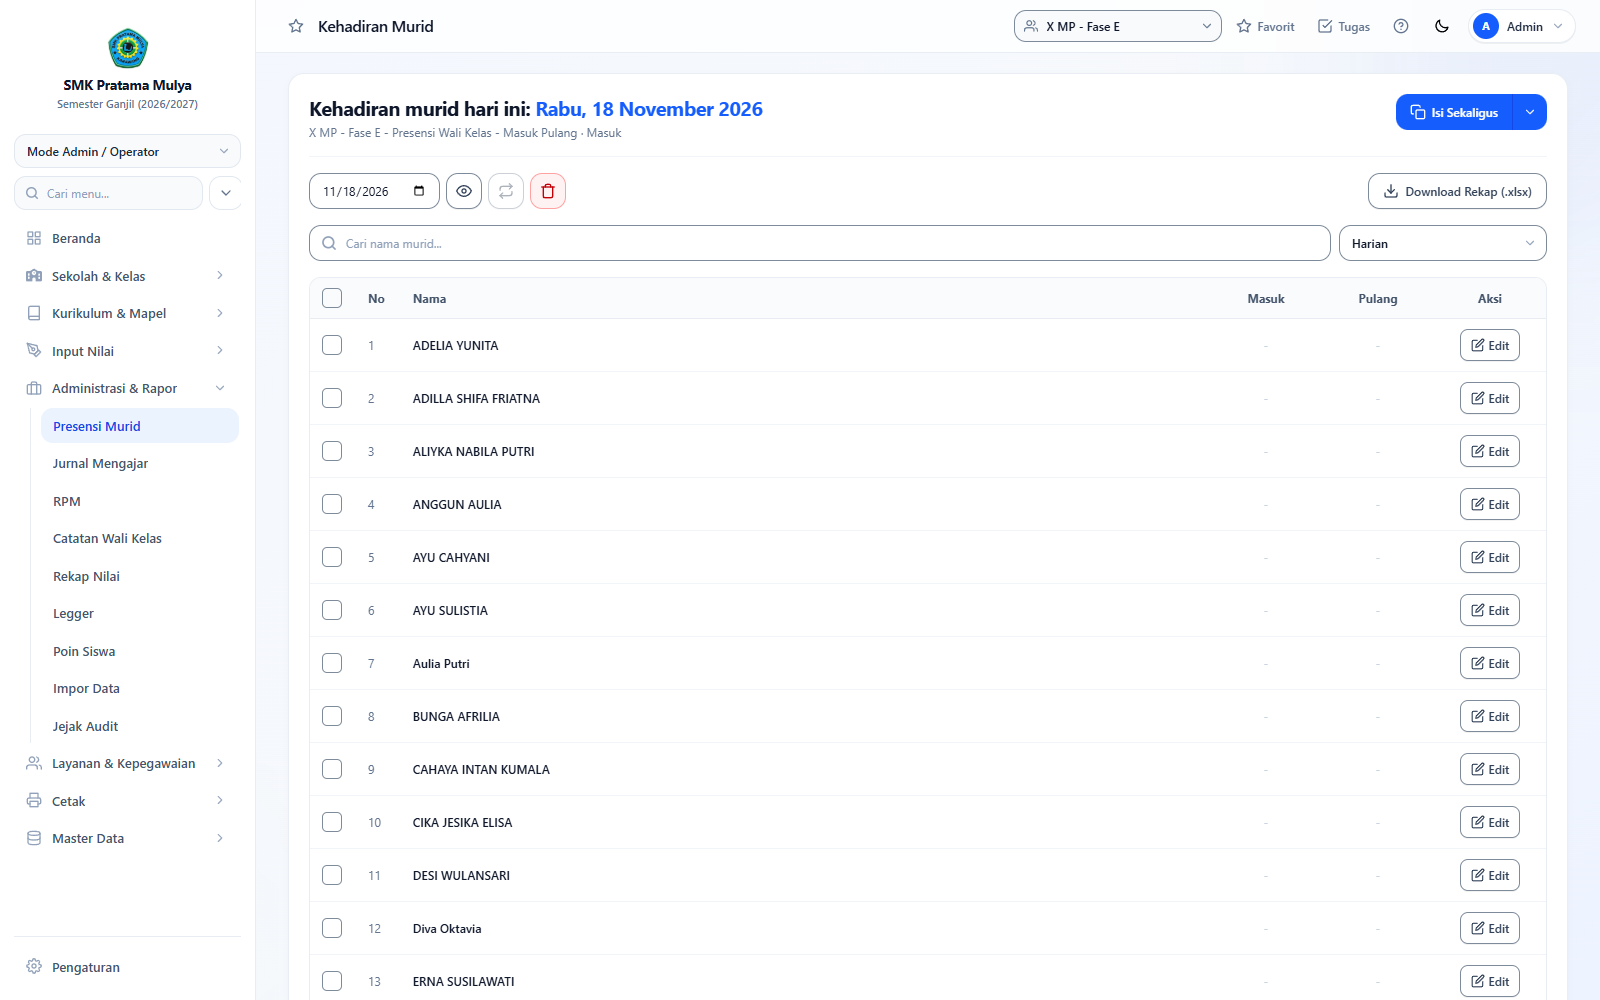 SMK Pratama Mulya
Semester Ganjil (2026/2027)
Mode Admin / Operator
Cari menu...
Beranda
Sekolah & Kelas
Kurikulum & Mapel
Input Nilai
Administrasi & Rapor
Presensi Murid
Jurnal Mengajar
RPM
Catatan Wali Kelas
Rekap Nilai
Legger
Poin Siswa
Impor Data
Jejak Audit
Layanan & Kepegawaian
Cetak
Master Data
Pengaturan
Kehadiran Murid
X MP - Fase E
Favorit
Tugas
A Admin
Kehadiran murid hari ini: Rabu, 18 November 2026
X MP - Fase E - Presensi Wali Kelas - Masuk Pulang · Masuk
Isi Sekaligus
11/18/2026
Download Rekap (.xlsx)
Cari nama murid...
Harian
No Nama Masuk Pulang Aksi
1 ADELIA YUNITA - - Edit
2 ADILLA SHIFA FRIATNA - - Edit
3 ALIYKA NABILA PUTRI - - Edit
4 ANGGUN AULIA - - Edit
5 AYU CAHYANI - - Edit
6 AYU SULISTIA - - Edit
7 Aulia Putri - - Edit
8 BUNGA AFRILIA - - Edit
9 CAHAYA INTAN KUMALA - - Edit
10 CIKA JESIKA ELISA - - Edit
11 DESI WULANSARI - - Edit
12 Diva Oktavia - - Edit
13 ERNA SUSILAWATI - - Edit